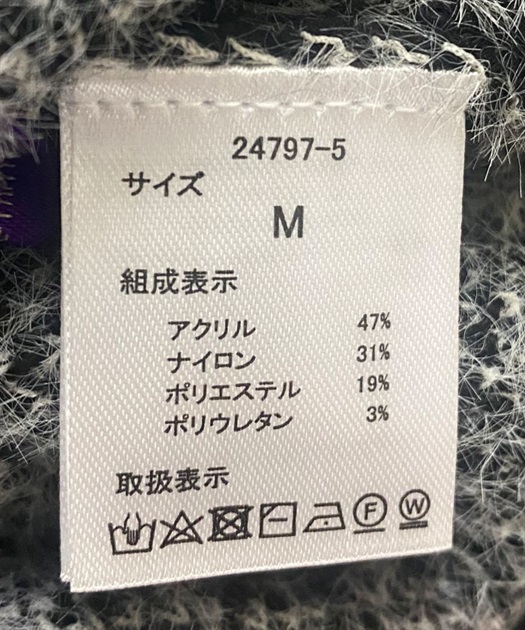 24797-5
サイズ
M
組成表示
アクリル 47%
ナイロン 31%
ポリエステル 19%
ポリウレタン 3%
取扱表示
F W